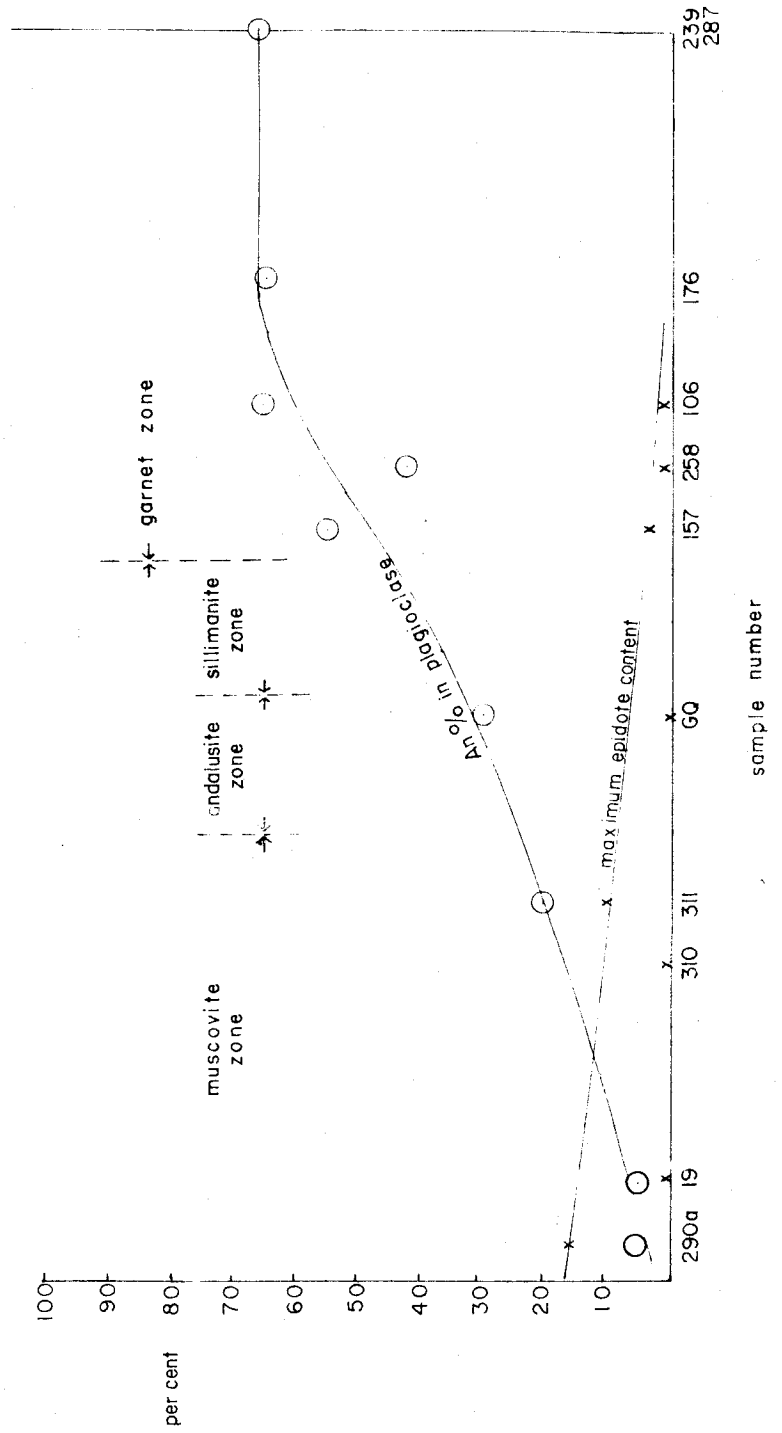 per cent
100
90
80
70
60
50
40
30
20
10
muscovite
zone
andalusite
zone
sillimanite
zone
garnet zone
An% in plagioclase
maximum epidote content
290a
19
310
311
GQ
157
258
106
176
239
287
sample number